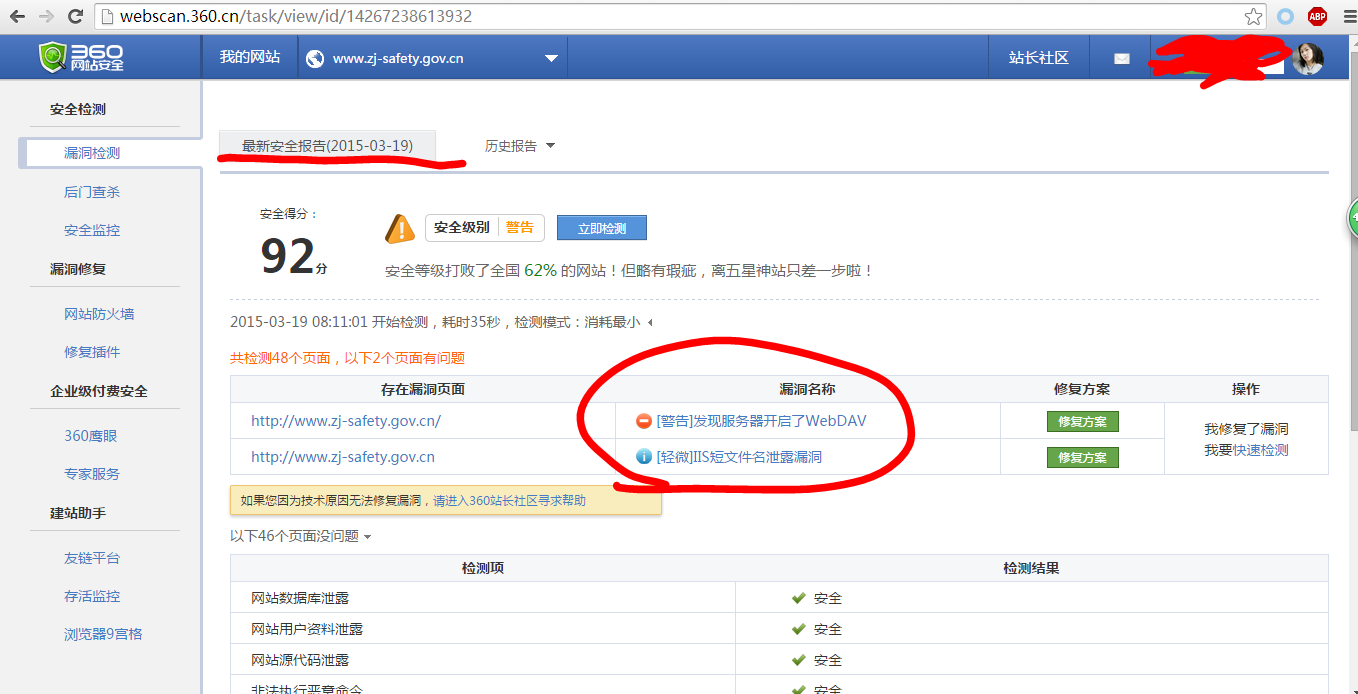 webscan.360.cn/task/view/id/14267238613932
ABP
360
网站安全
我的网站
www.zj-safety.gov.cn
站长社区
安全检测
漏洞检测
后门查杀
安全监控
漏洞修复
网站防火墙
修复插件
企业级付费安全
360鹰眼
专家服务
建站助手
友链平台
存活监控
浏览器9宫格
最新安全报告(2015-03-19)
历史报告
安全得分：
92分
安全级别 警告
立即检测
安全等级打败了全国 62% 的网站！但略有瑕疵，离五星神站只差一步啦！
2015-03-19 08:11:01 开始检测，耗时35秒，检测模式：消耗最小
共检测48个页面，以下2个页面有问题
存在漏洞页面 漏洞名称 修复方案 操作
http://www.zj-safety.gov.cn/ [警告]发现服务器开启了WebDAV 修复方案
http://www.zj-safety.gov.cn [轻微]IIS短文件名泄露漏洞 修复方案
我修复了漏洞
我要快速检测
如果您因为技术原因无法修复漏洞，请进入360站长社区寻求帮助
以下46个页面没问题
检测项 检测结果
网站数据库泄露 安全
网站用户资料泄露 安全
网站源代码泄露 安全
非法执行恶意命令 安全